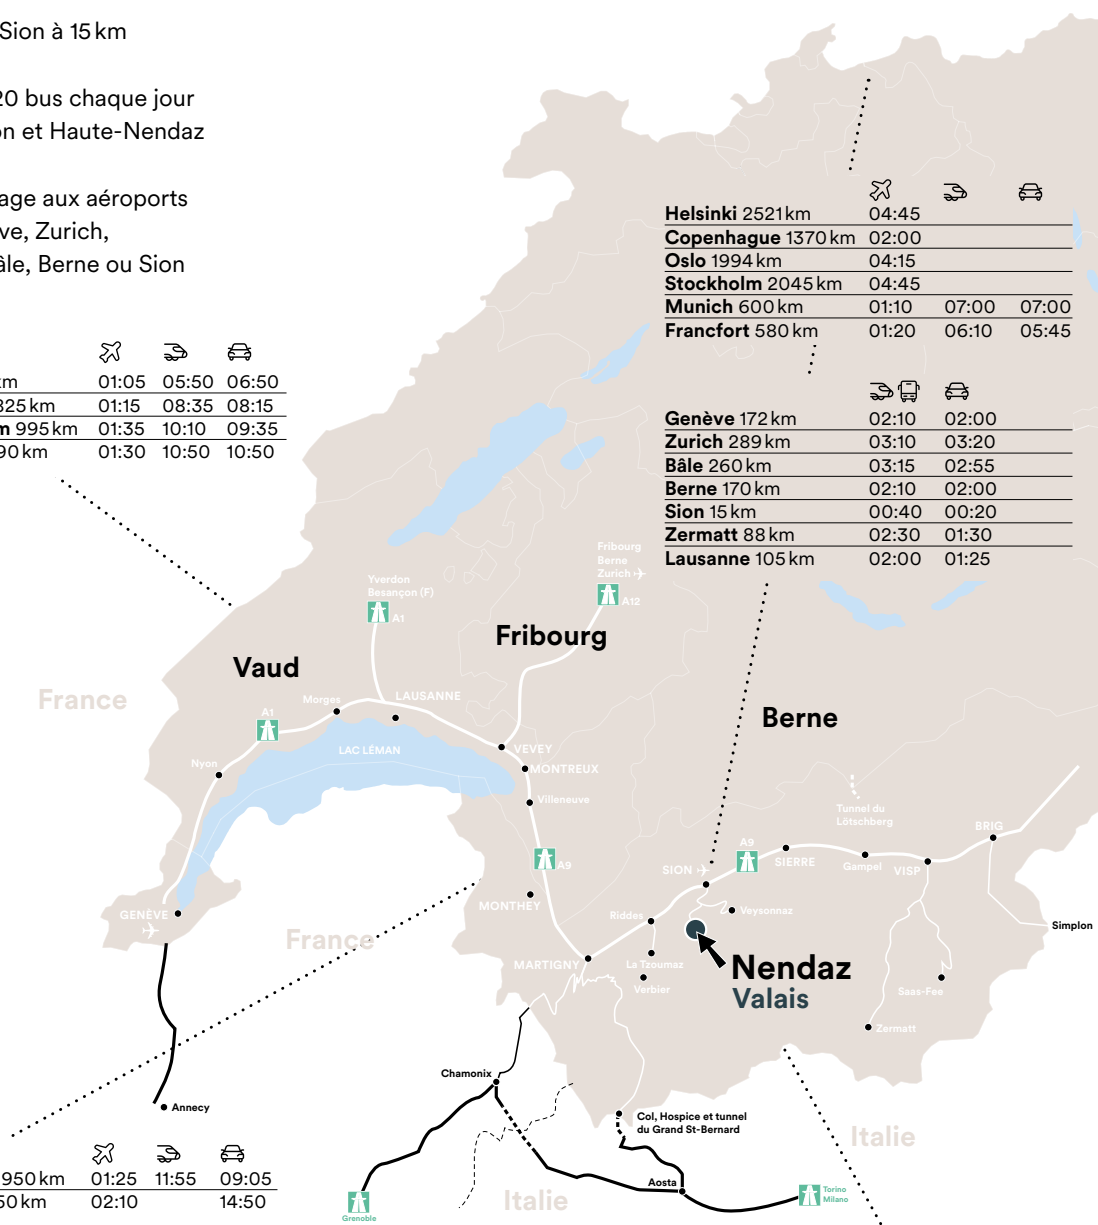 Sion à 15 km
20 bus chaque jour
on et Haute-Nendaz
age aux aéroports
ve, Zurich,
âle, Berne ou Sion
km 01:05 05:50 06:50
825 km 01:15 08:35 08:15
m 995 km 01:35 10:10 09:35
90 km 01:30 10:50 10:50
Helsinki 2521 km 04:45
Copenhague 1370 km 02:00
Oslo 1994 km 04:15
Stockholm 2045 km 04:45
Munich 600 km 01:10 07:00 07:00
Francfort 580 km 01:20 06:10 05:45
Genève 172 km 02:10 02:00
Zurich 289 km 03:10 03:20
Bâle 260 km 03:15 02:55
Berne 170 km 02:10 02:00
Sion 15 km 00:40 00:20
Zermatt 88 km 02:30 01:30
Lausanne 105 km 02:00 01:25
Fribourg
Berne
Zurich
A12
Yverdon
Besançon (F)
A1
Fribourg
Vaud
France
Morges
LAUSANNE
A1
Berne
LAC LÉMAN
VEVEY
Nyon
MONTREUX
Villeneuve
Tunnel du
Lötschberg
BRIG
A9
A9
SIERRE
Gampel
VISP
SION
MONTHEY
GENÈVE
Riddes
Veysonnaz
Simplon
France
MARTIGNY
La Tzoumaz
Nendaz
Valais
Verbier
Saas-Fee
Zermatt
Chamonix
Annecy
Col, Hospice et tunnel
du Grand St-Bernard
Italie
950 km 01:25 11:55 09:05
50 km 02:10 14:50
Aosta
Italie
Torino
Milano
Grenoble